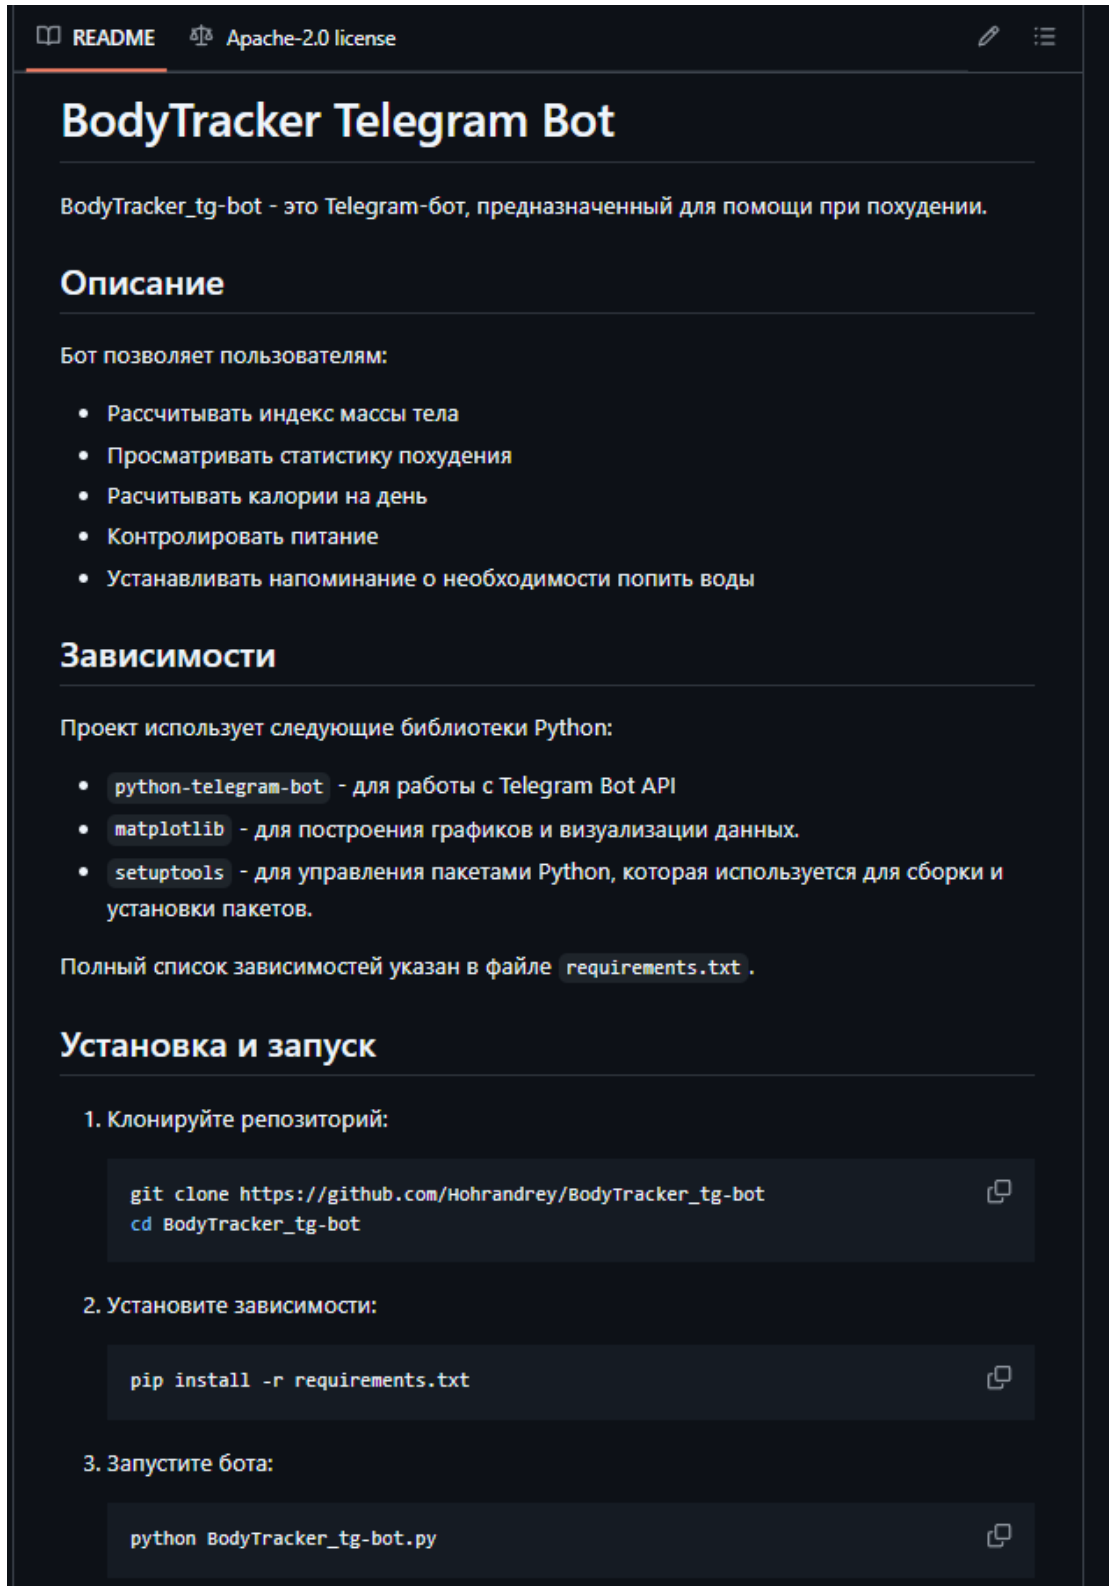 README Apache-2.0 license
BodyTracker Telegram Bot
BodyTracker_tg-bot - это Telegram-бот, предназначенный для помощи при похудении.
Описание
Бот позволяет пользователям:
• Рассчитывать индекс массы тела
• Просматривать статистику похудения
• Расчитывать калории на день
• Контролировать питание
• Устанавливать напоминание о необходимости попить воды
Зависимости
Проект использует следующие библиотеки Python:
• python-telegram-bot - для работы с Telegram Bot API
• matplotlib - для построения графиков и визуализации данных.
• setuptools - для управления пакетами Python, которая используется для сборки и
установки пакетов.
Полный список зависимостей указан в файле requirements.txt.
Установка и запуск
1. Клонируйте репозиторий:
git clone https://github.com/Hohrandrey/BodyTracker_tg-bot
cd BodyTracker_tg-bot
2. Установите зависимости:
pip install -r requirements.txt
3. Запустите бота:
python BodyTracker_tg-bot.py